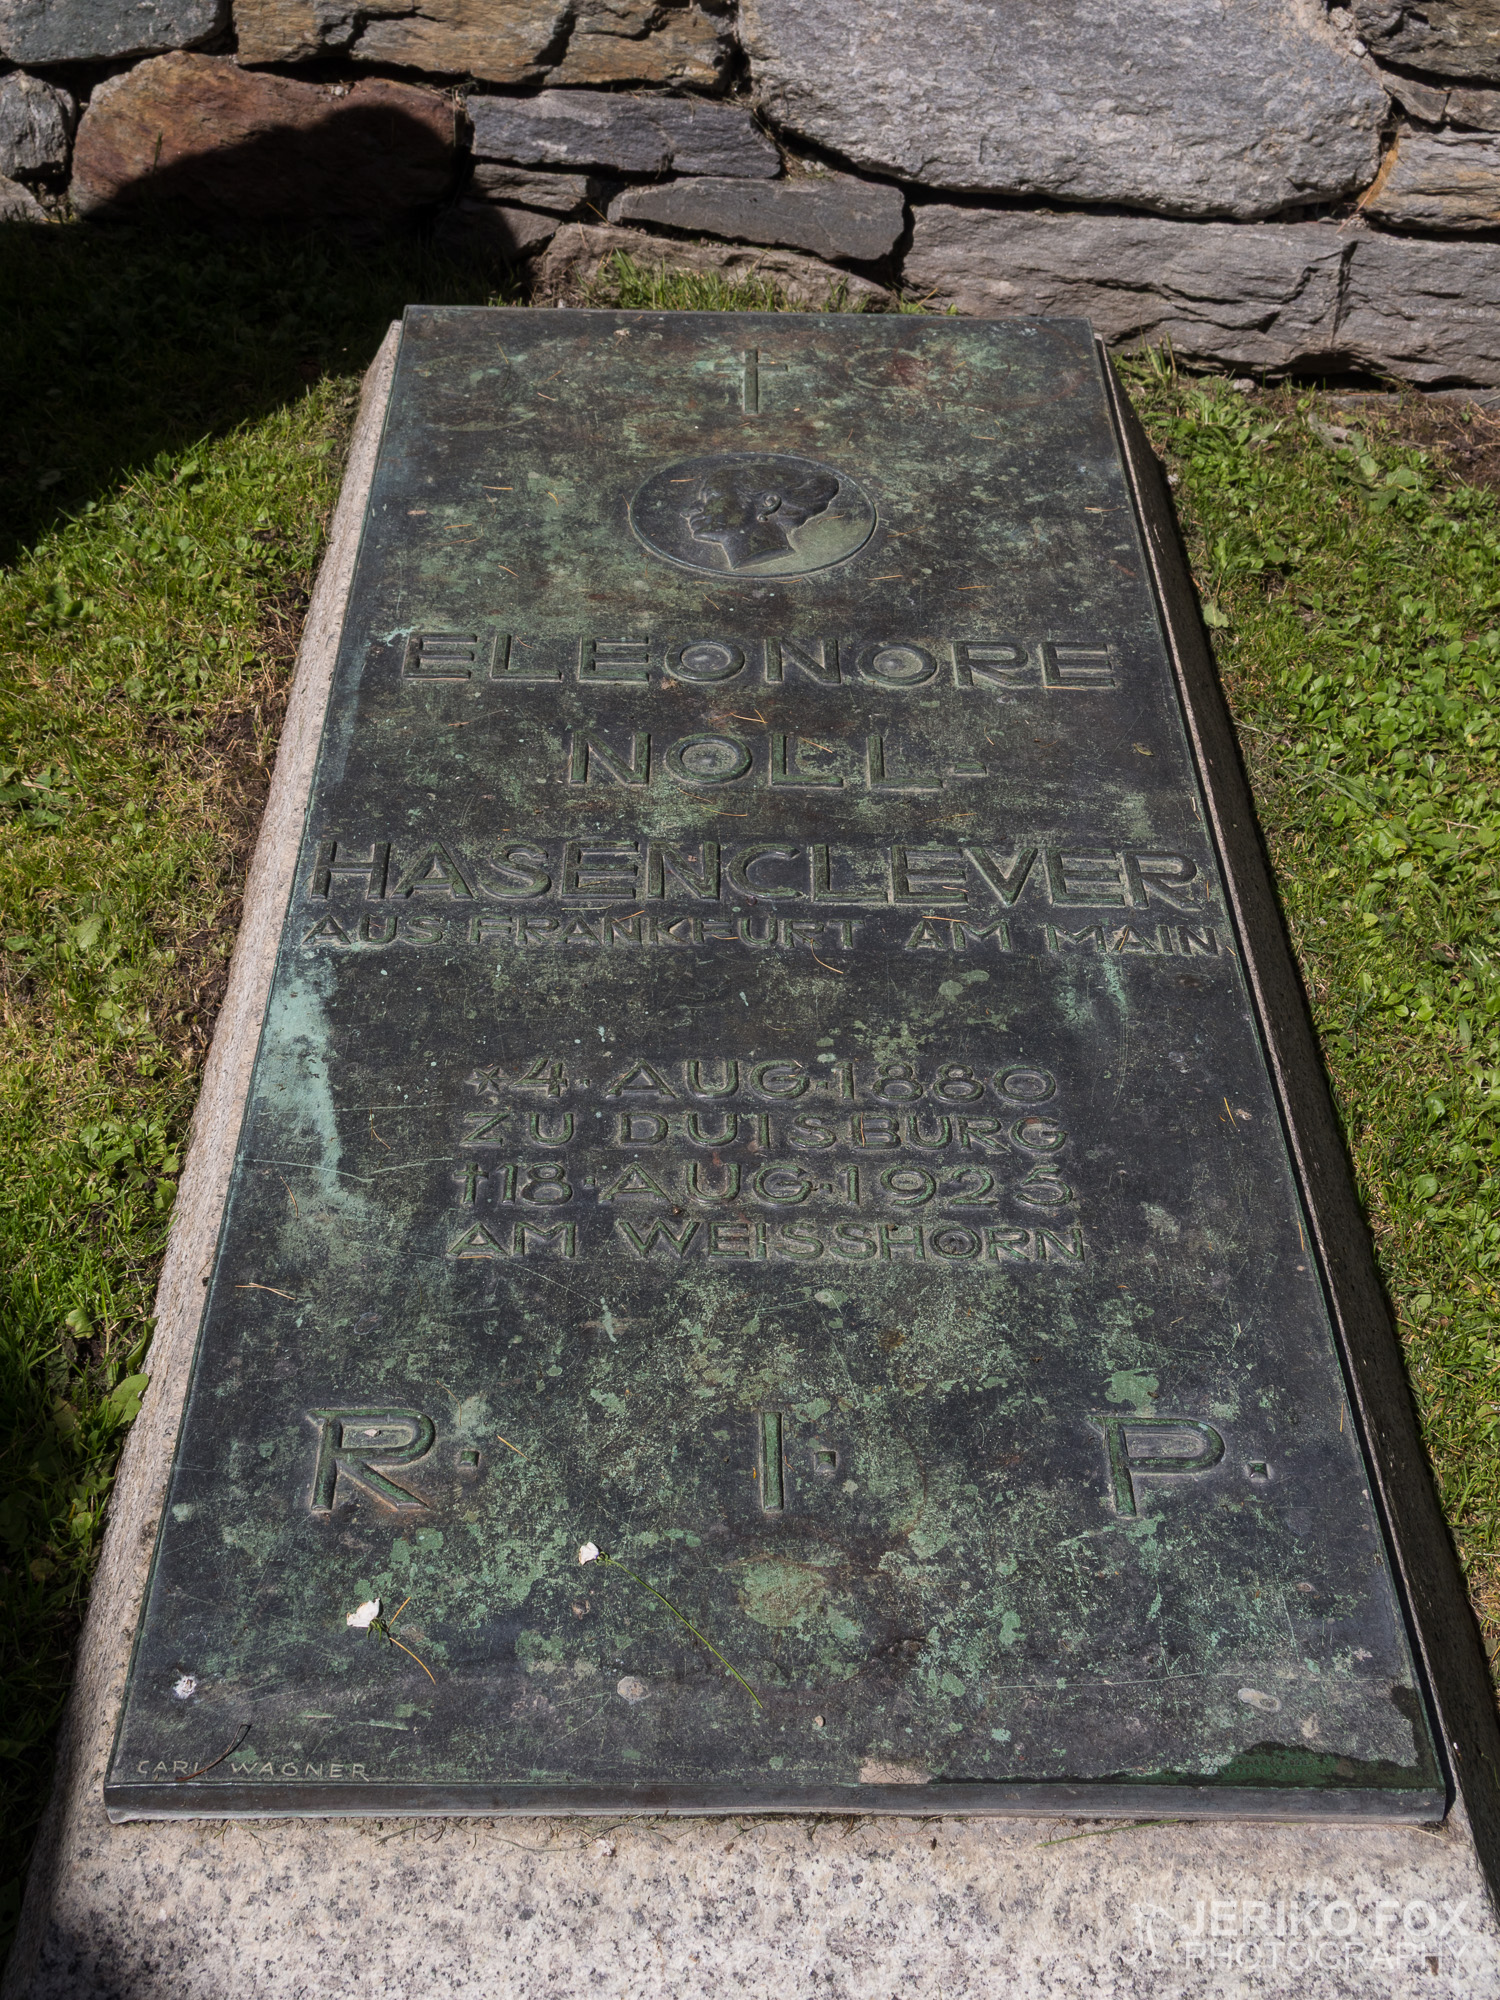 ELEONORE
NOLL-
HASENCLEVER
AUS FRANKFURT AM MAIN
*4·AUG·1880
ZU DUISBURG
†18·AUG·1925
AM WEISSHORN
R· I· P·
CARL WAGNER
JERIKO FOX
PHOTOGRAPHY